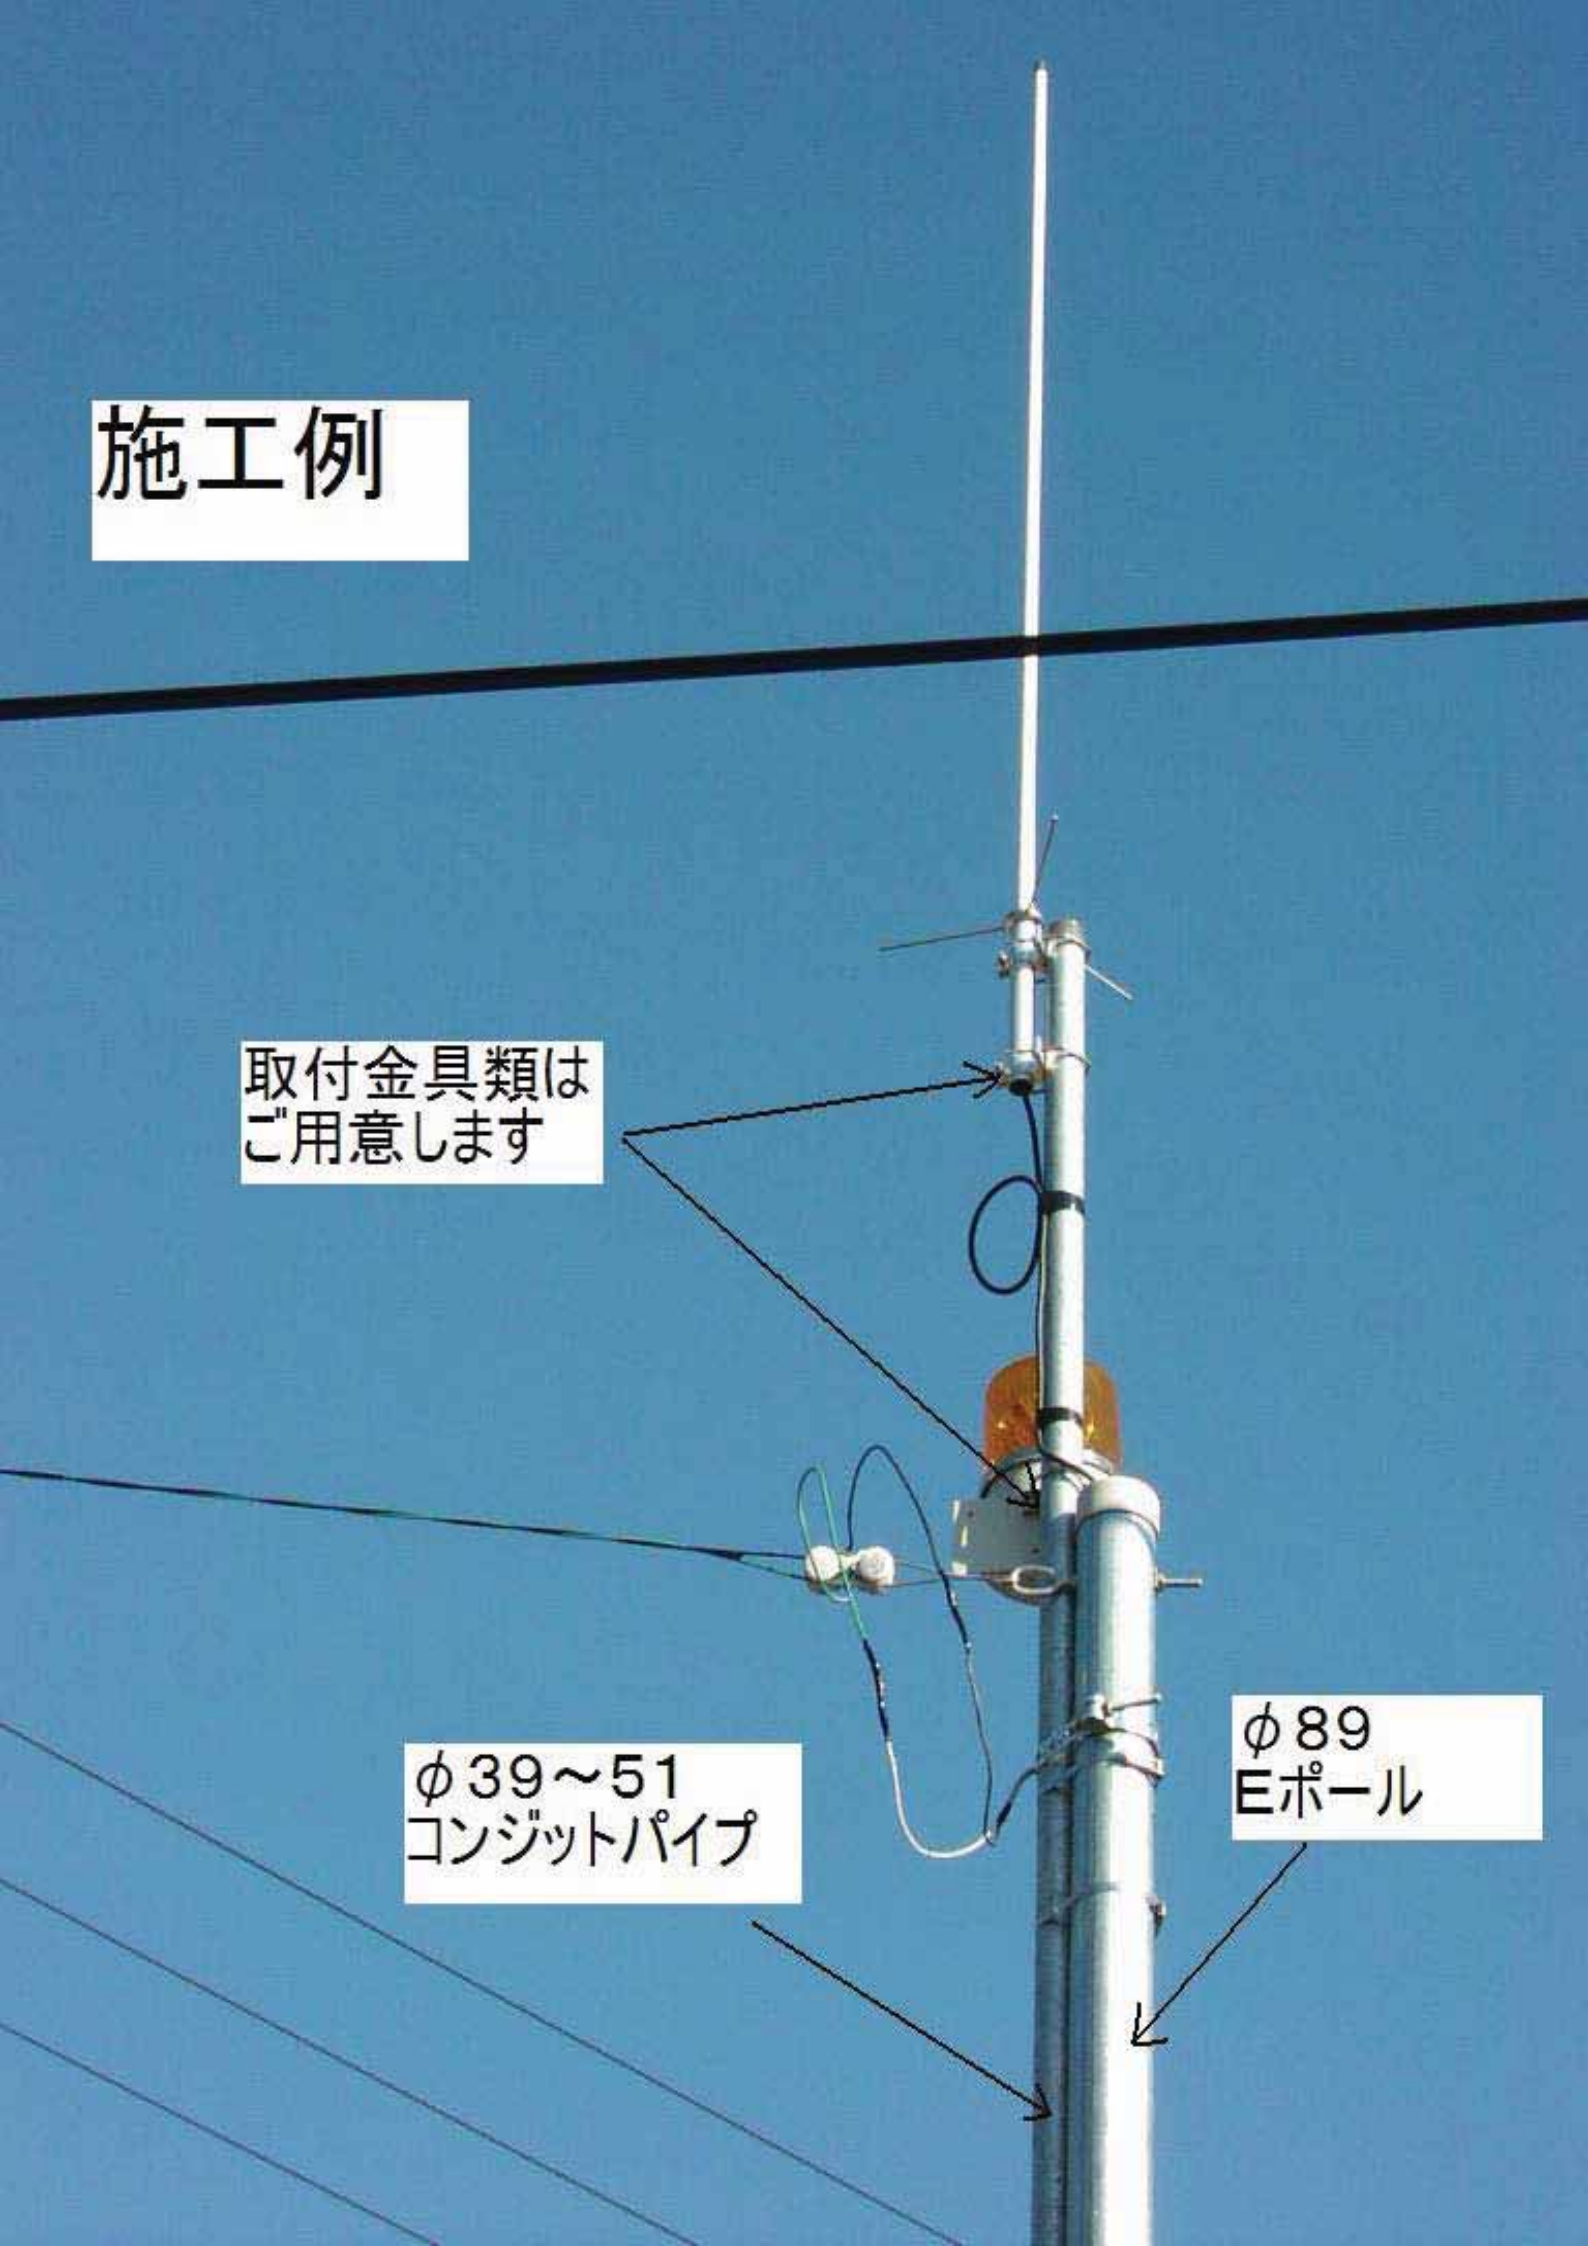 施工例
取付金具類は
ご用意します
φ39～51
コンジットパイプ
φ89
Eポール